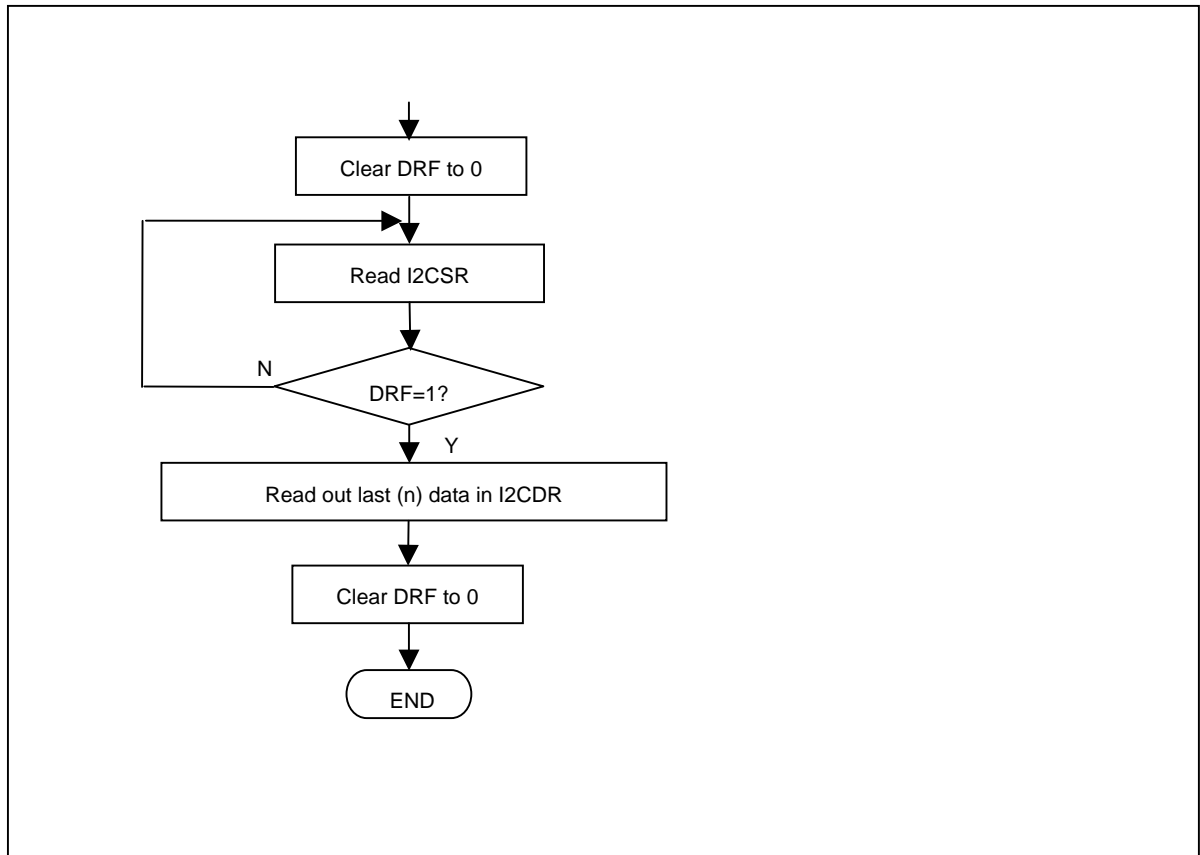 Clear DRF to 0
Read I2CSR
N
DRF=1?
Y
Read out last (n) data in I2CDR
Clear DRF to 0
END